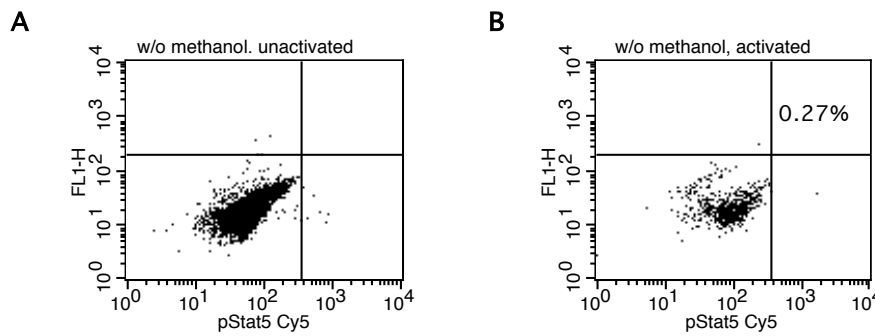 A
w/o methanol. unactivated
10^4
10^3
10^2
10^1
10^0
FL1-H
10^0 10^1 10^2 10^3 10^4
pStat5 Cy5
B
w/o methanol, activated
0.27%
10^4
10^3
10^2
10^1
10^0
FL1-H
10^0 10^1 10^2 10^3 10^4
pStat5 Cy5